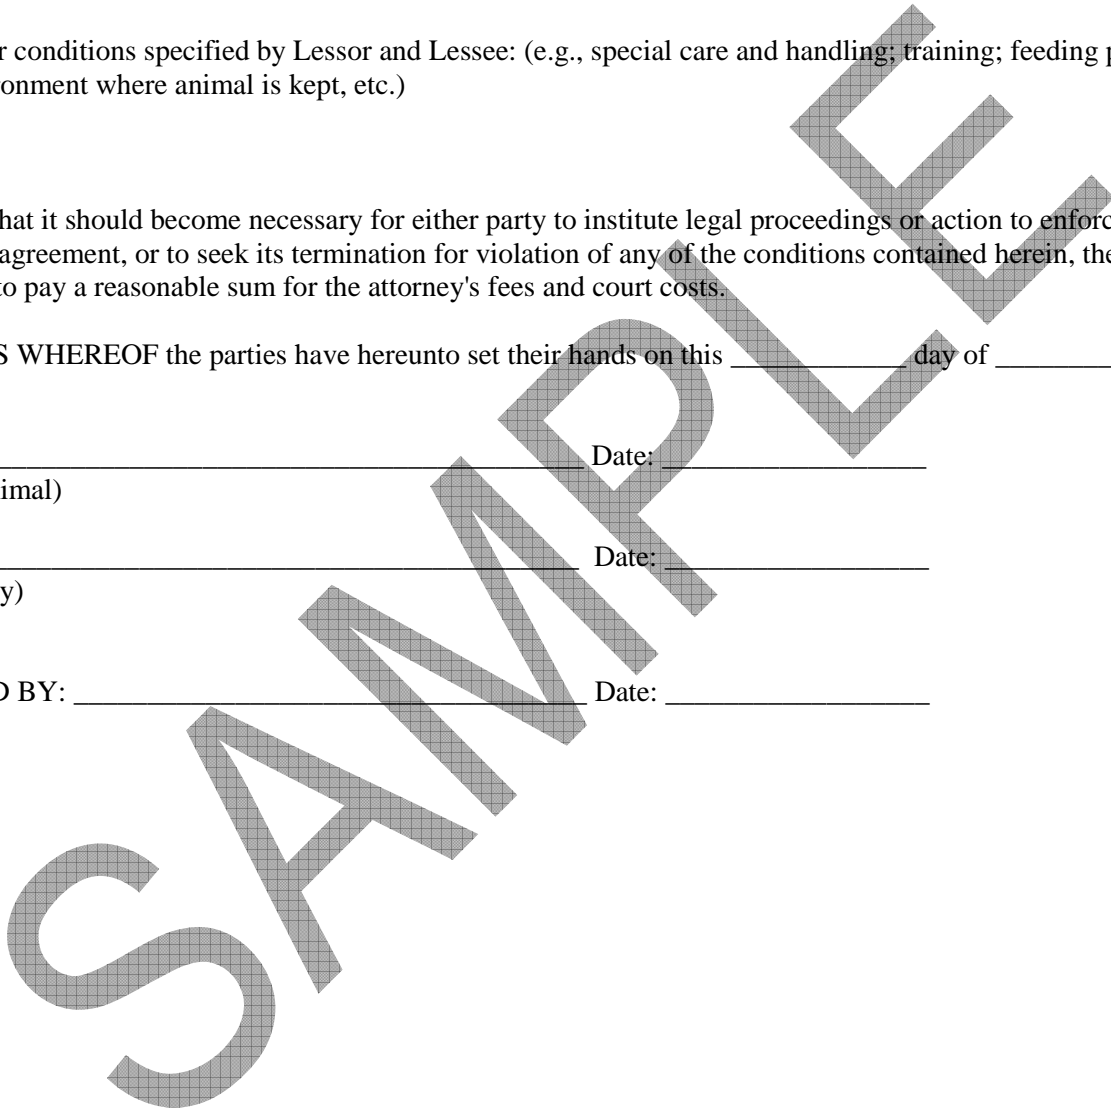 r conditions specified by Lessor and Lessee: (e.g., special care and handling; training; feeding p
ronment where animal is kept, etc.)
hat it should become necessary for either party to institute legal proceedings or action to enforc
agreement, or to seek its termination for violation of any of the conditions contained herein, the
to pay a reasonable sum for the attorney's fees and court costs.
S WHEREOF the parties have hereunto set their hands on this ____________ day of ________
________________________________________ Date: __________________
imal)
________________________________________ Date: __________________
y)
D BY: ___________________________________ Date: __________________
SAMPLE